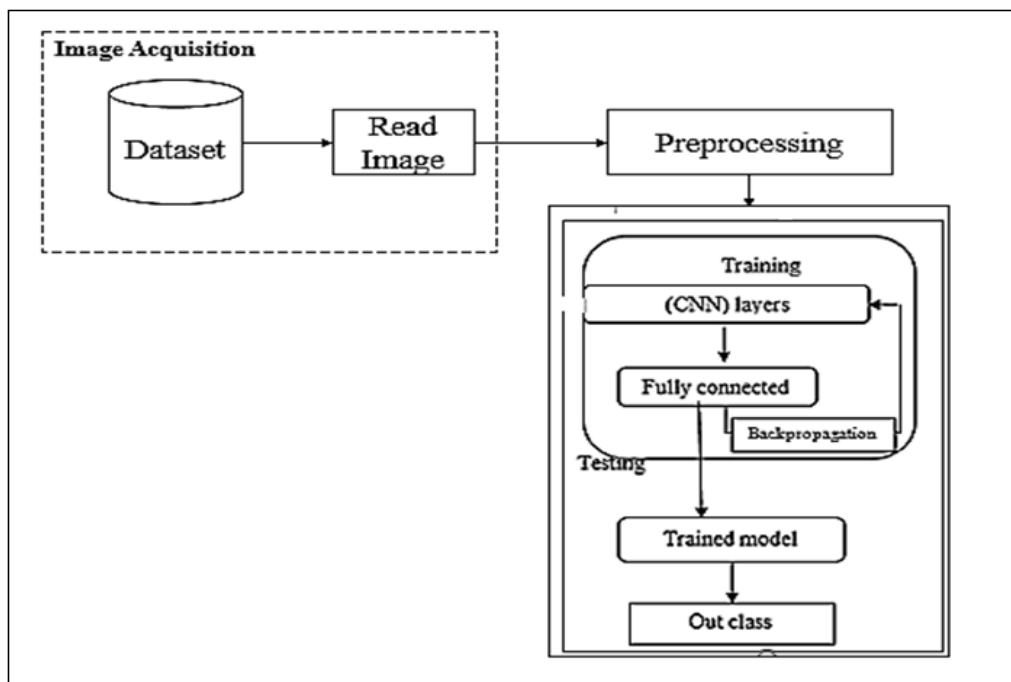 Image Acquisition
Dataset
Read
Image
Preprocessing
Training
(CNN) layers
Fully connected
Backpropagation
Testing
Trained model
Out class